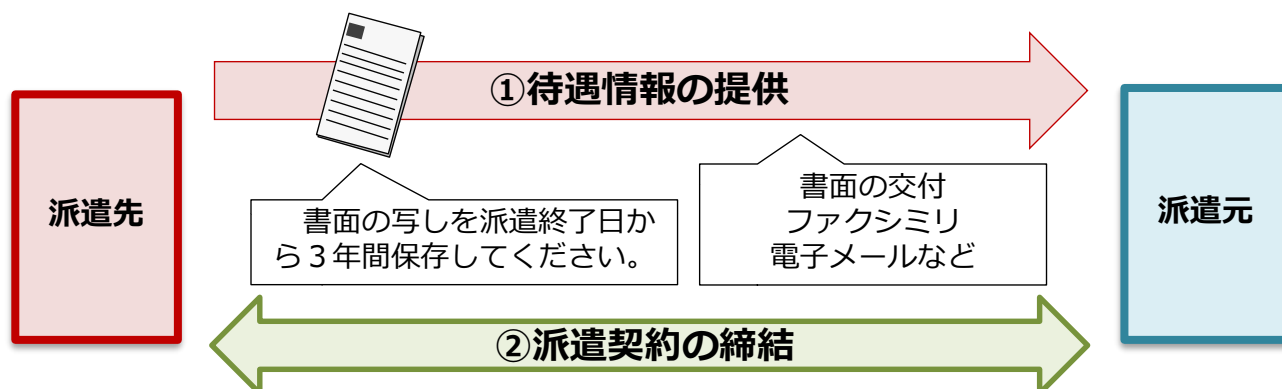 ①待遇情報の提供
派遣先
書面の写しを派遣終了日か
ら３年間保存してください。
書面の交付
ファクシミリ
電子メールなど
派遣元
②派遣契約の締結